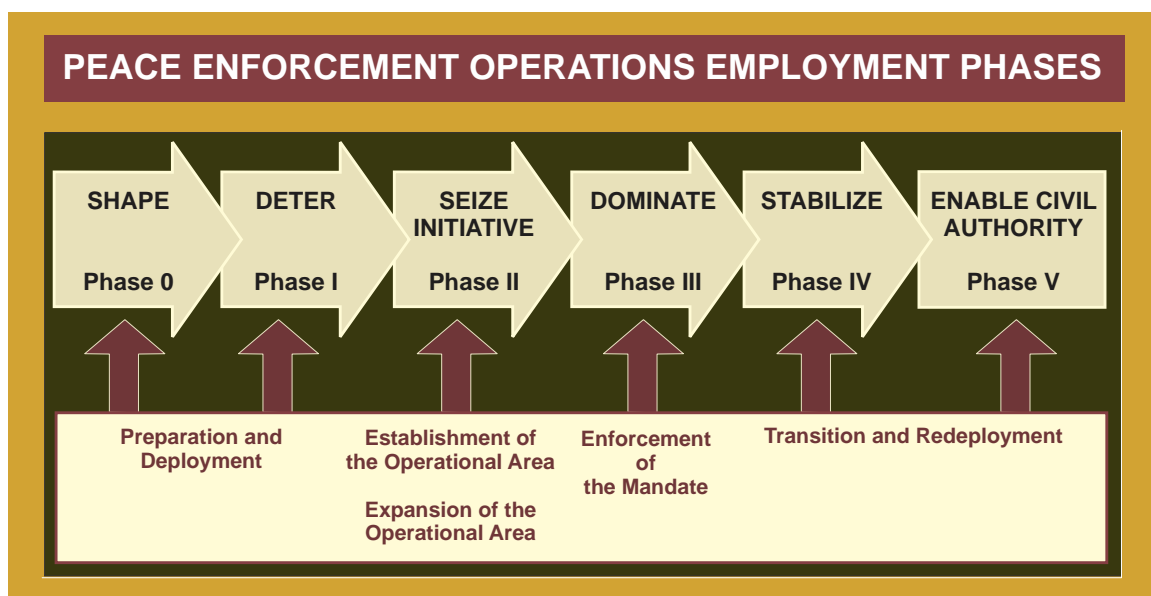 PEACE ENFORCEMENT OPERATIONS EMPLOYMENT PHASES
SHAPE
Phase 0
DETER
Phase I
SEIZE
INITIATIVE
Phase II
DOMINATE
Phase III
STABILIZE
Phase IV
ENABLE CIVIL
AUTHORITY
Phase V
Preparation and
Deployment
Establishment of
the Operational Area
Expansion of the
Operational Area
Enforcement
of
the Mandate
Transition and Redeployment